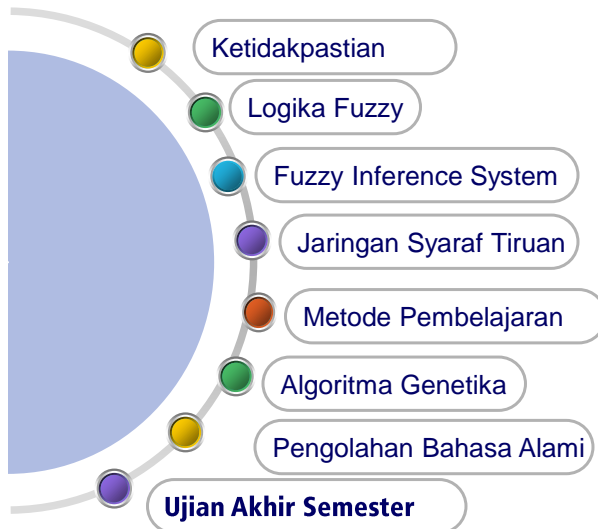 Ketidakpastian
Logika Fuzzy
Fuzzy Inference System
Jaringan Syaraf Tiruan
Metode Pembelajaran
Algoritma Genetika
Pengolahan Bahasa Alami
Ujian Akhir Semester